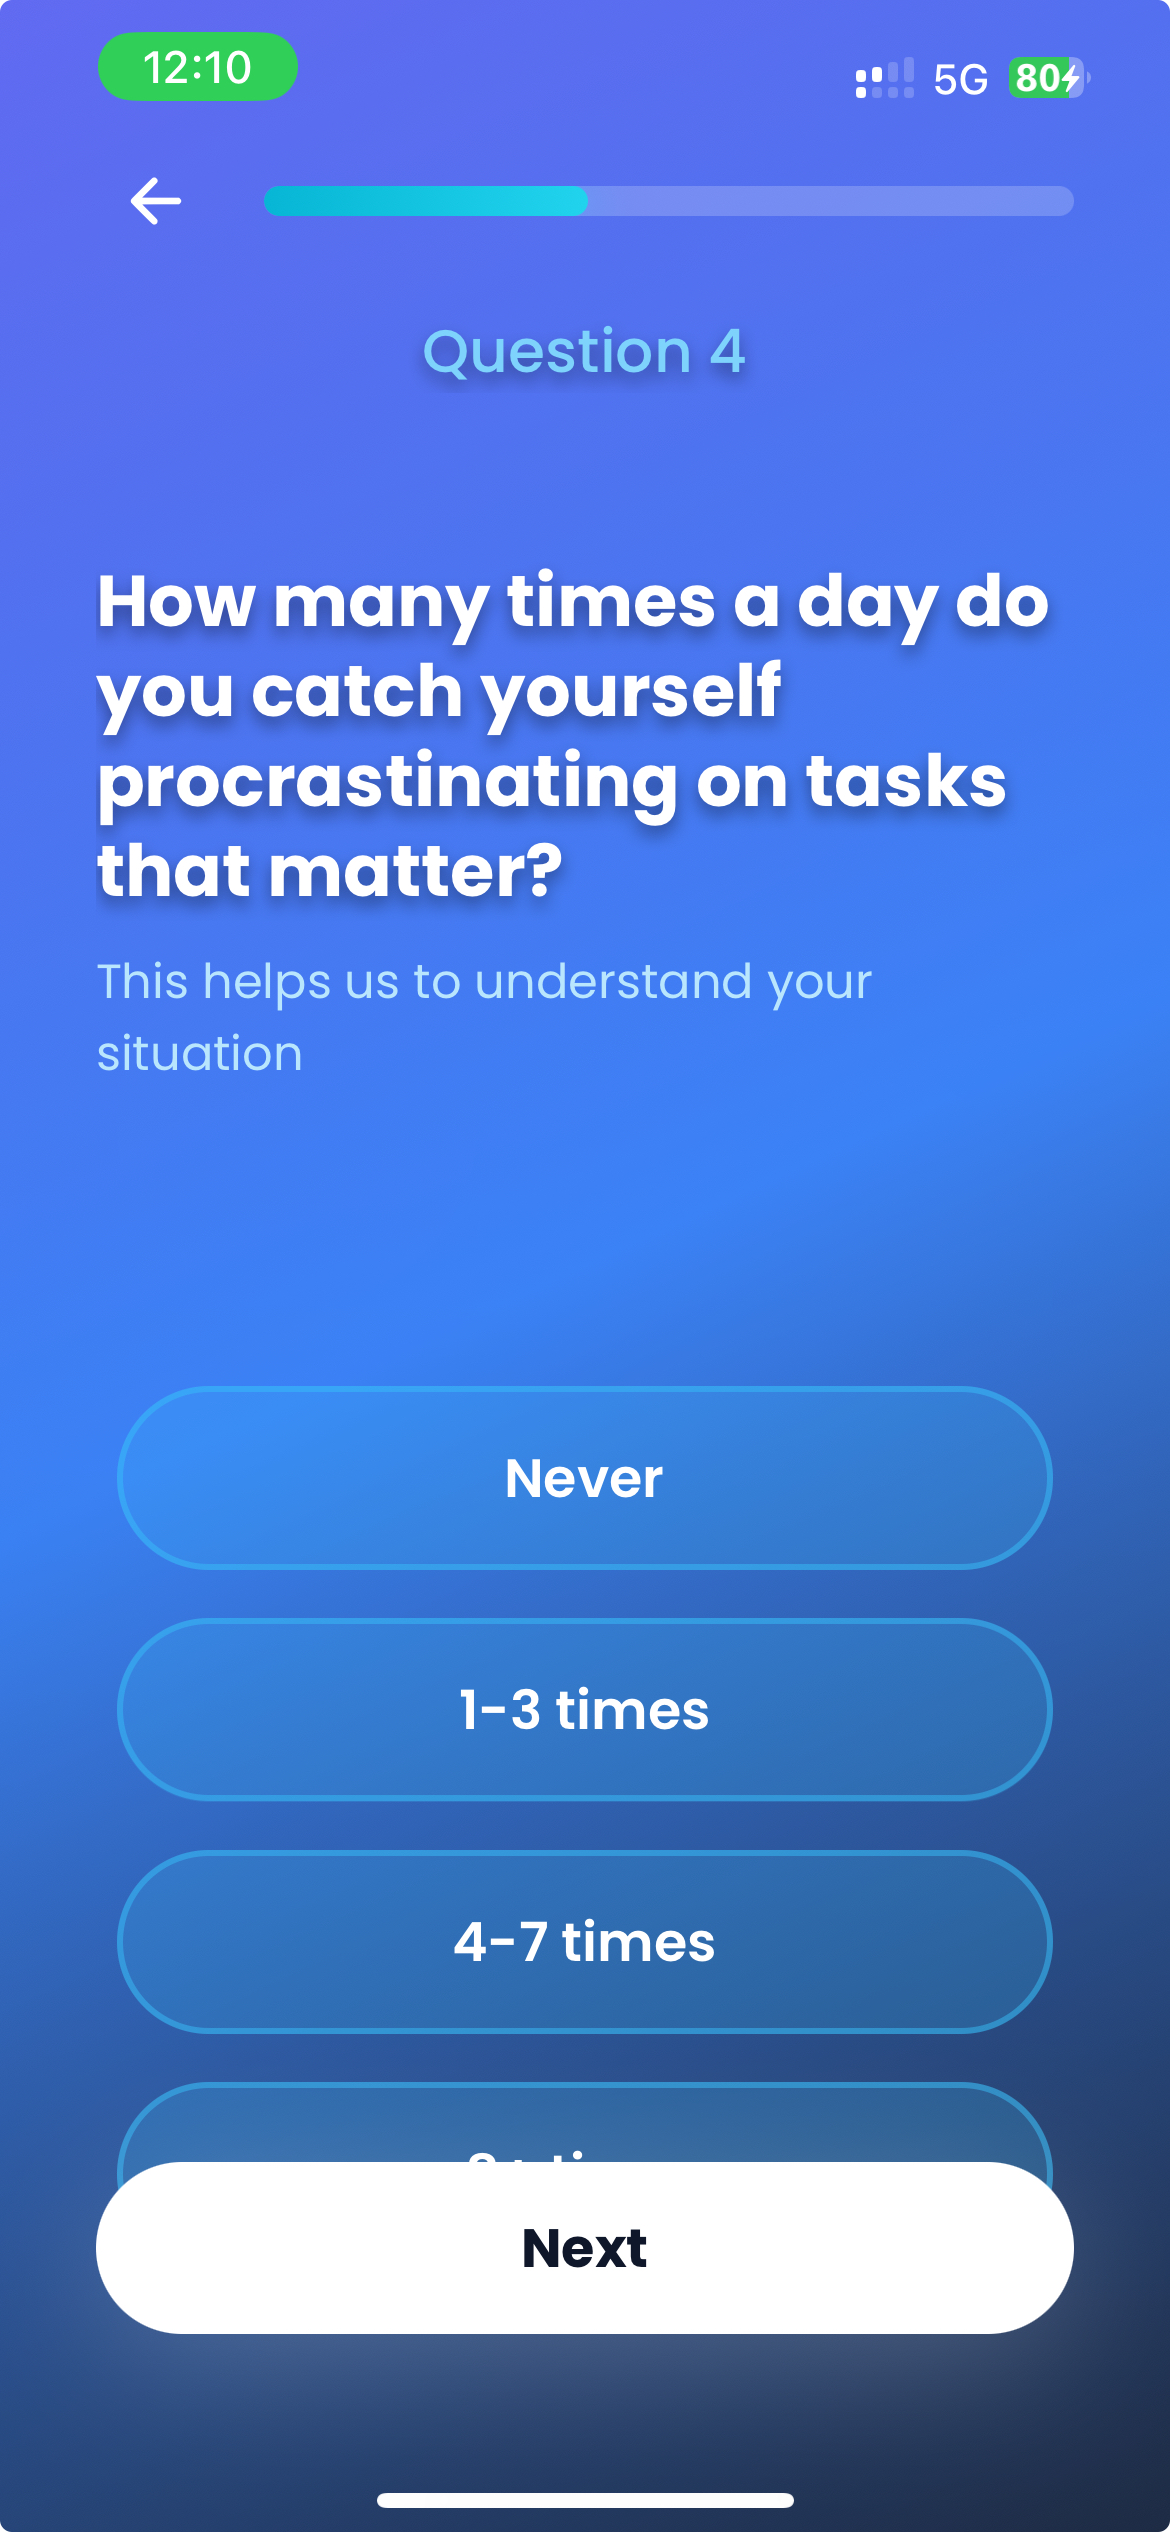 12:10
5G
80
Question 4
How many times a day do
you catch yourself
procrastinating on tasks
that matter?
This helps us to understand your
situation
Never
1-3 times
4-7 times
Next